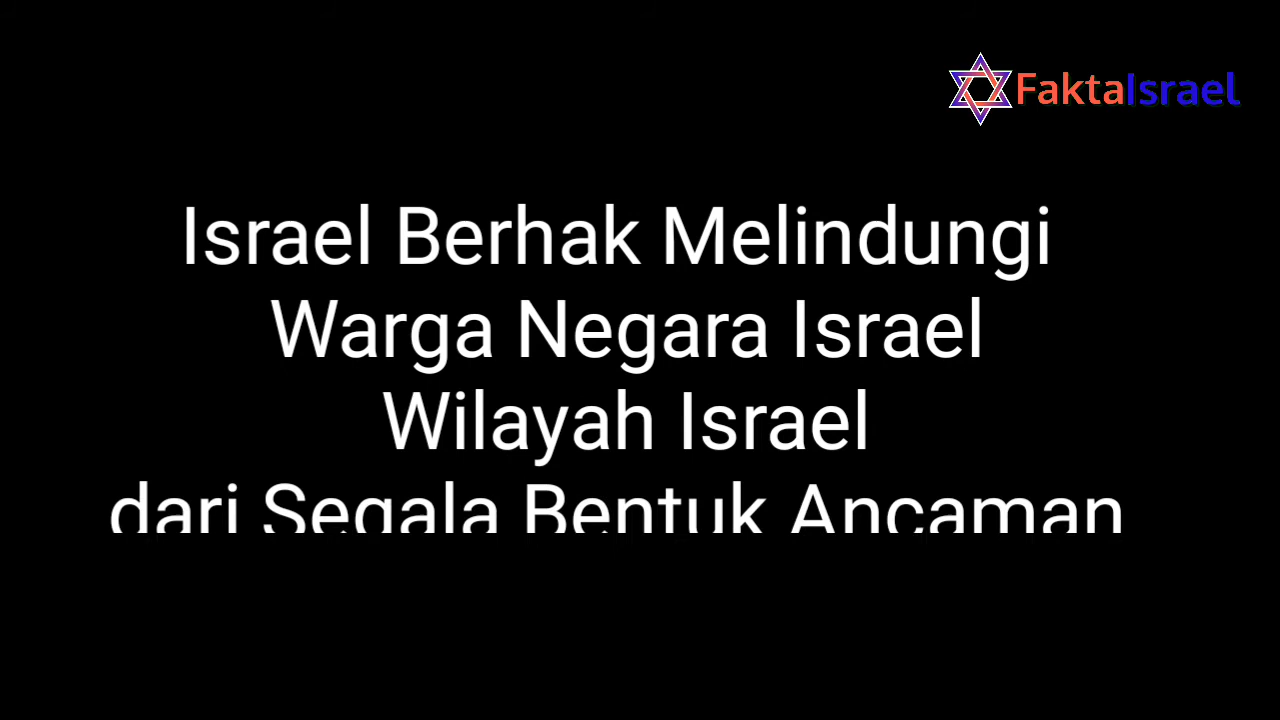 FaktaIsrael
Israel Berhak Melindungi
Warga Negara Israel
Wilayah Israel
dari Segala Bentuk Ancaman